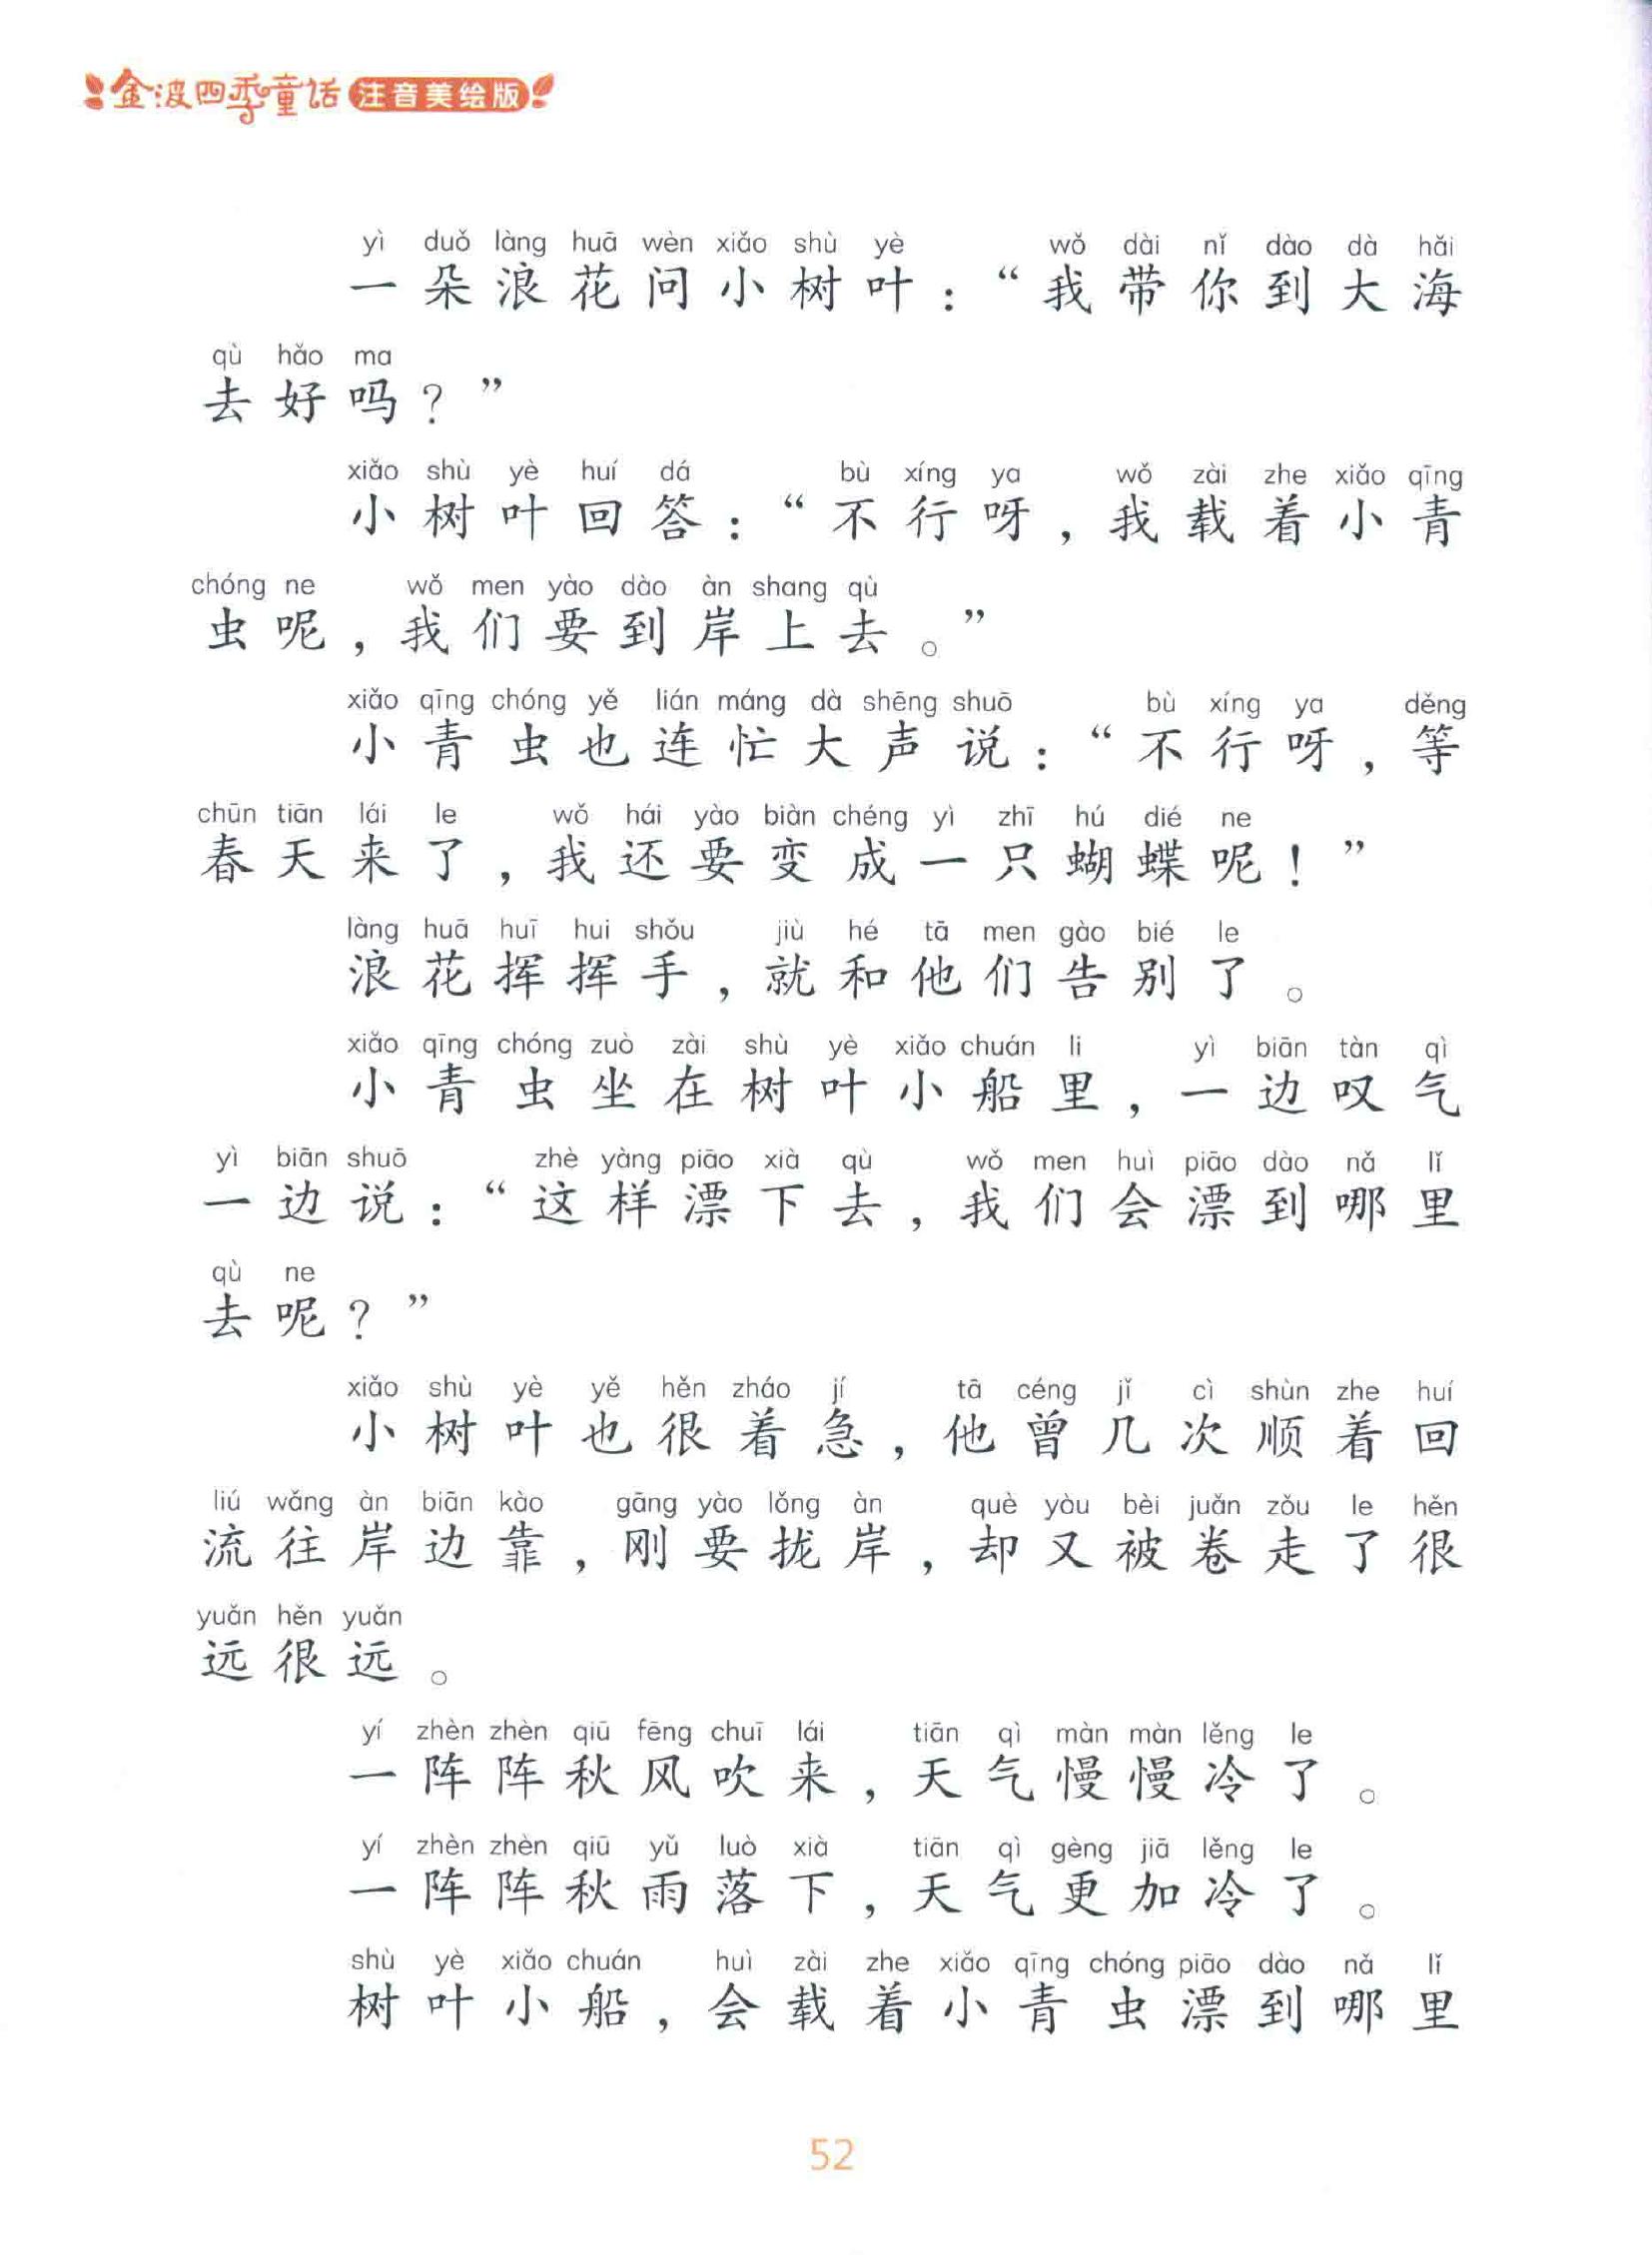 金波四季童话 注音美绘版
yì duǒ làng huā wèn xiǎo shù yè wǒ dài nǐ dào dà hǎi
一朵浪花问小树叶：“我带你到大海
qù hǎo ma
去好吗？”
xiǎo shù yè huí dá bù xíng ya wǒ zài zhe xiǎo qīng
小树叶回答：“不行呀，我载着小青
chóng ne wǒ men yào dào àn shang qù
虫呢，我们要到岸上去。”
xiǎo qīng chóng yě lián máng dà shēng shuō bù xíng ya děng
小青虫也连忙大声说：“不行呀，等
chūn tiān lái le wǒ hái yào biàn chéng yì zhī hú dié ne
春天来了，我还要变成一只蝴蝶呢！”
làng huā huī hui shǒu jiù hé tā men gào bié le
浪花挥挥手，就和他们告别了。
xiǎo qīng chóng zuò zài shù yè xiǎo chuán li yì biān tàn qì
小青虫坐在树叶小船里，一边叹气
yì biān shuō zhè yàng piāo xià qù wǒ men huì piāo dào nǎ lǐ
一边说：“这样漂下去，我们会漂到哪里
qù ne
去呢？”
xiǎo shù yè yě hěn zháo jí tā céng jǐ cì shùn zhe huí
小树叶也很着急，他曾几次顺着回
liú wǎng àn biān kào gāng yào lǒng àn què yòu bèi juǎn zǒu le hěn
流往岸边靠，刚要拢岸，却又被卷走了很
yuǎn hěn yuǎn
远很远。
yí zhèn zhèn qiū fēng chuī lái tiān qì màn màn lěng le
一阵阵秋风吹来，天气慢慢冷了。
yí zhèn zhèn qiū yǔ luò xià tiān qì gèng jiā lěng le
一阵阵秋雨落下，天气更加冷了。
shù yè xiǎo chuán huì zài zhe xiǎo qīng chóng piāo dào nǎ lǐ
树叶小船，会载着小青虫漂到哪里
52